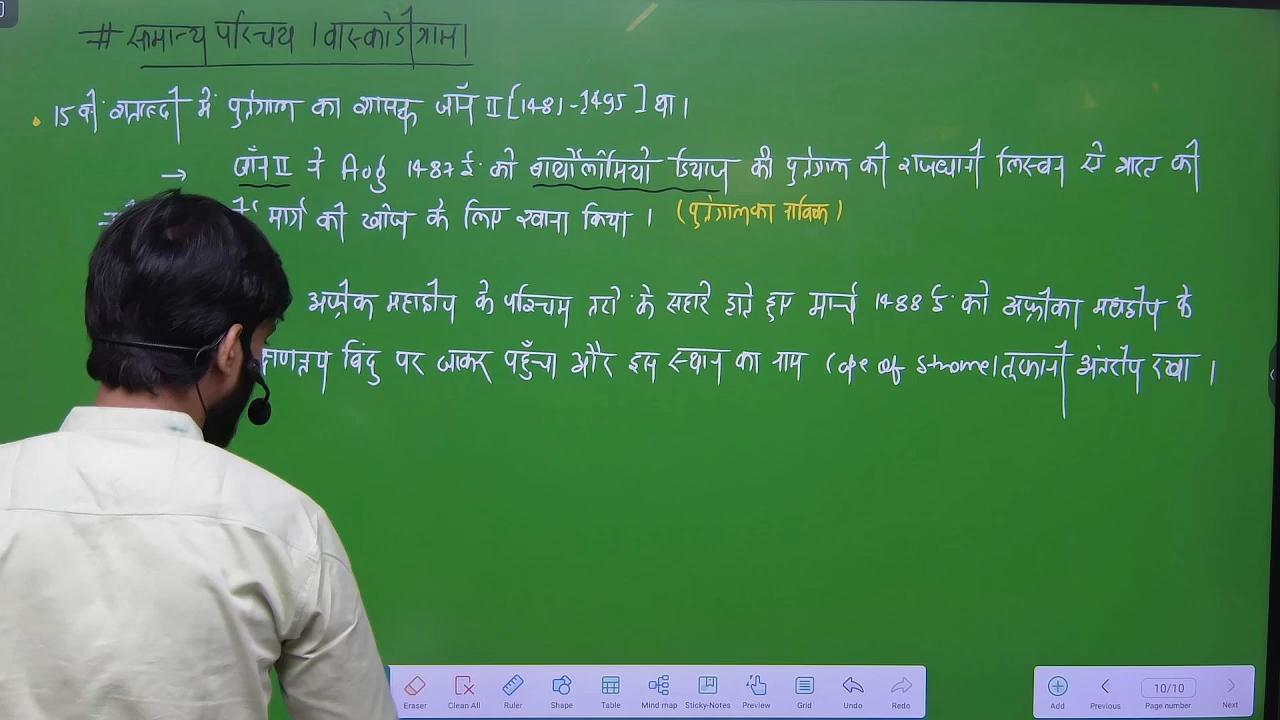 # सामान्य परिचय । वास्कोडीगामा
15वीं शताब्दी में पुर्तगाल का शासक जॉन II [1481-1495] था।
→ जॉन II ने Aug 1487 ई. को बार्थोलोमियो डियाज को पुर्तगाल की राजधानी लिस्बन से भारत की
मार्ग की खोज के लिए रवाना किया। (पुर्तगाल का नाविक)
अफ्रीका महाद्वीप के पश्चिम तटों के सहारे होते हुए मार्च 1488 ई. को अफ्रीका महाद्वीप के
बिंदु पर जाकर पहुँचा और इस स्थान का नाम Cape of Strome/तूफानी अंतरीप रखा।
Eraser Clean All Ruler Shape Table Mind map Sticky-Notes Preview Grid Undo Redo
Add Previous 10/10 Page number Next